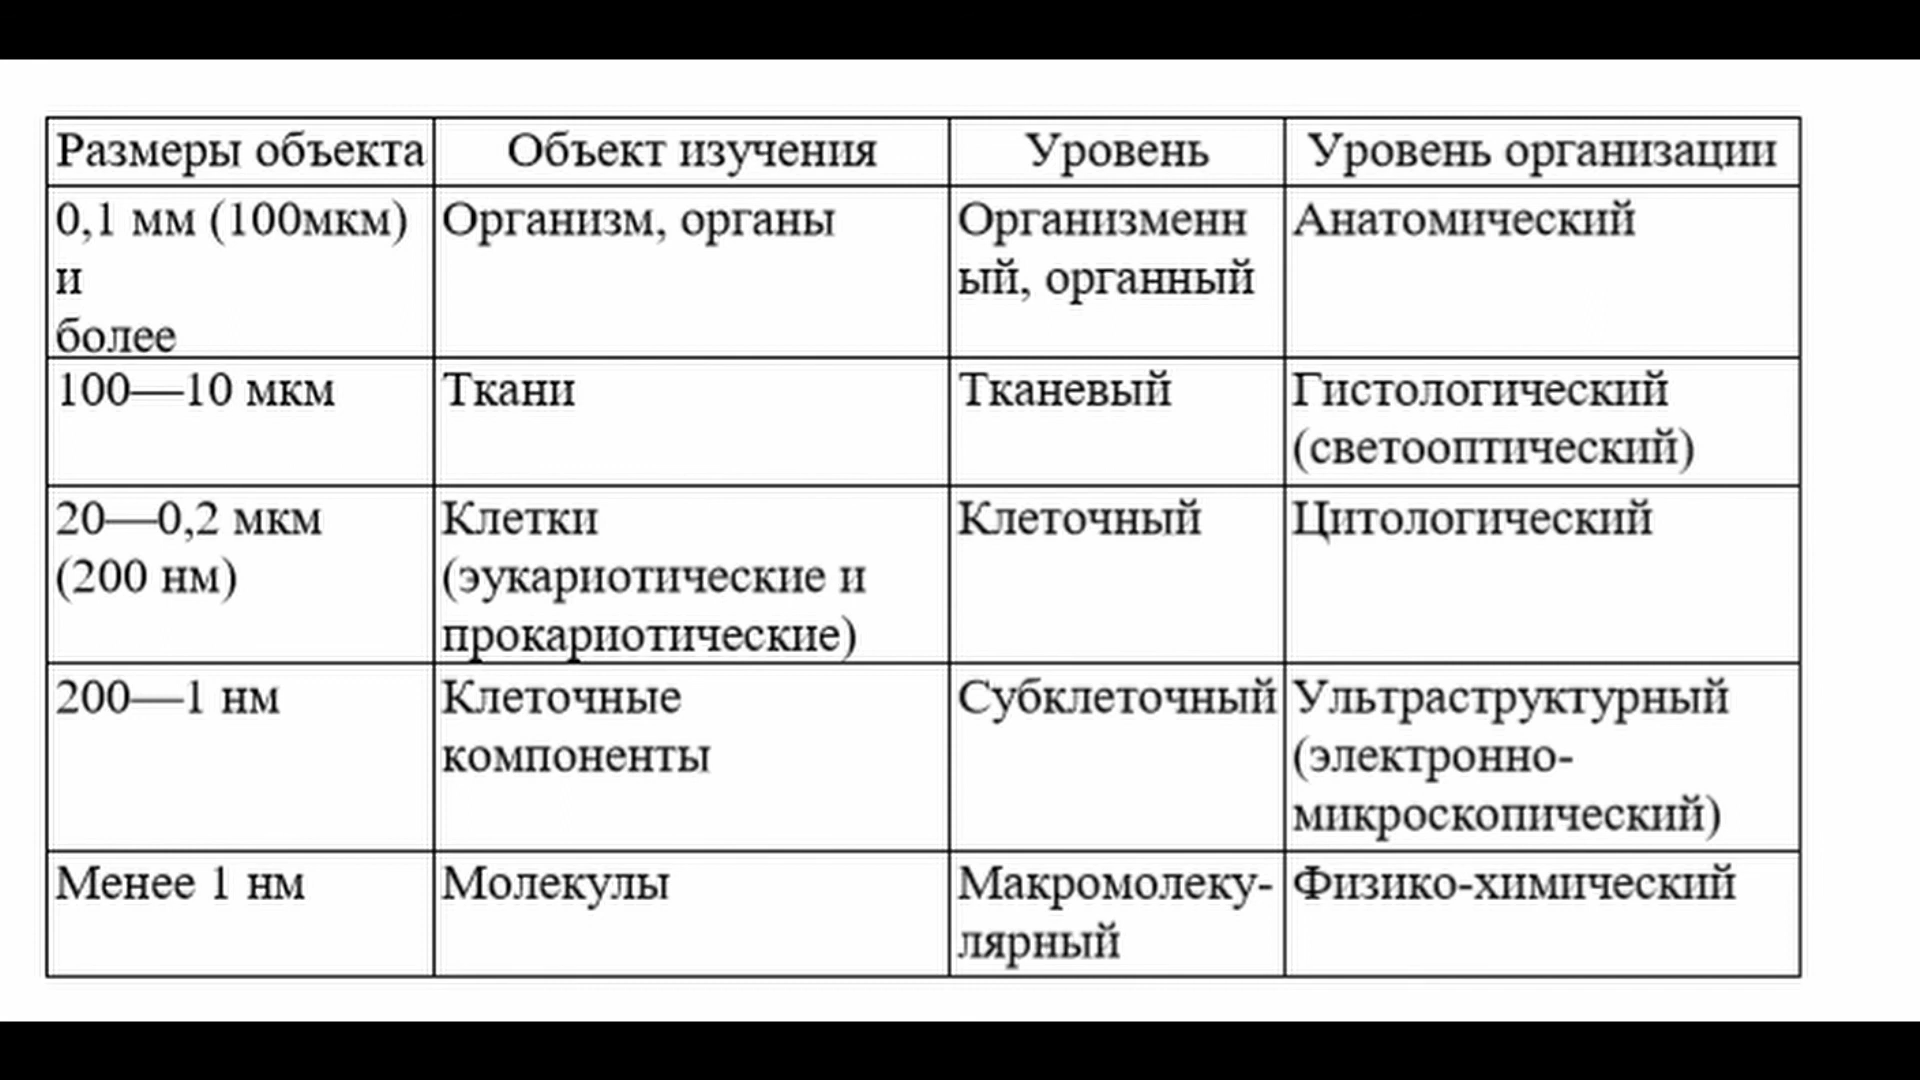 Размеры объекта
Объект изучения
Уровень
Уровень организации
0,1 мм (100мкм)
и
более
Организм, органы
Организменн
ый, органный
Анатомический
100—10 мкм
Ткани
Тканевый
Гистологический
(светооптический)
20—0,2 мкм
(200 нм)
Клетки
(эукариотические и
прокариотические)
Клеточный
Цитологический
200—1 нм
Клеточные
компоненты
Субклеточный
Ультраструктурный
(электронно-
микроскопический)
Менее 1 нм
Молекулы
Макромолеку-
лярный
Физико-химический